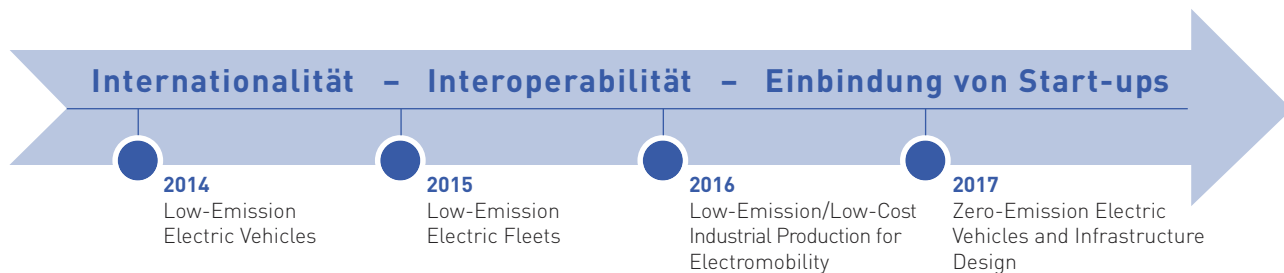 Internationalität – Interoperabilität – Einbindung von Start-ups
2014
Low-Emission
Electric Vehicles
2015
Low-Emission
Electric Fleets
2016
Low-Emission/Low-Cost
Industrial Production for
Electromobility
2017
Zero-Emission Electric
Vehicles and Infrastructure
Design